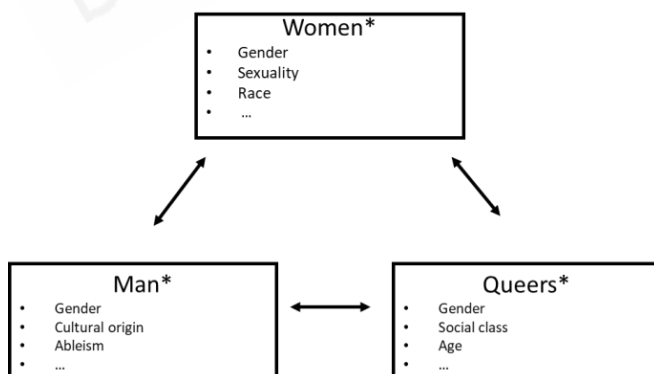 Women*
• Gender
• Sexuality
• Race
• ...
Man*
• Gender
• Cultural origin
• Ableism
• ...
Queers*
• Gender
• Social class
• Age
• ...